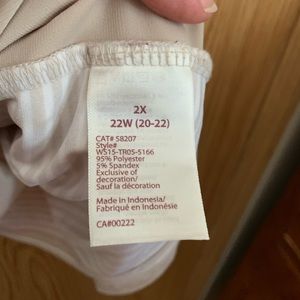 2X
22W (20-22)
CAT# 58207
Style#
WS15-TR05-5166
95% Polyester
5% Spandex
Exclusive of
decoration/
Sauf la décoration
Made in Indonesia/
Fabriqué en Indonésie
CA#00222